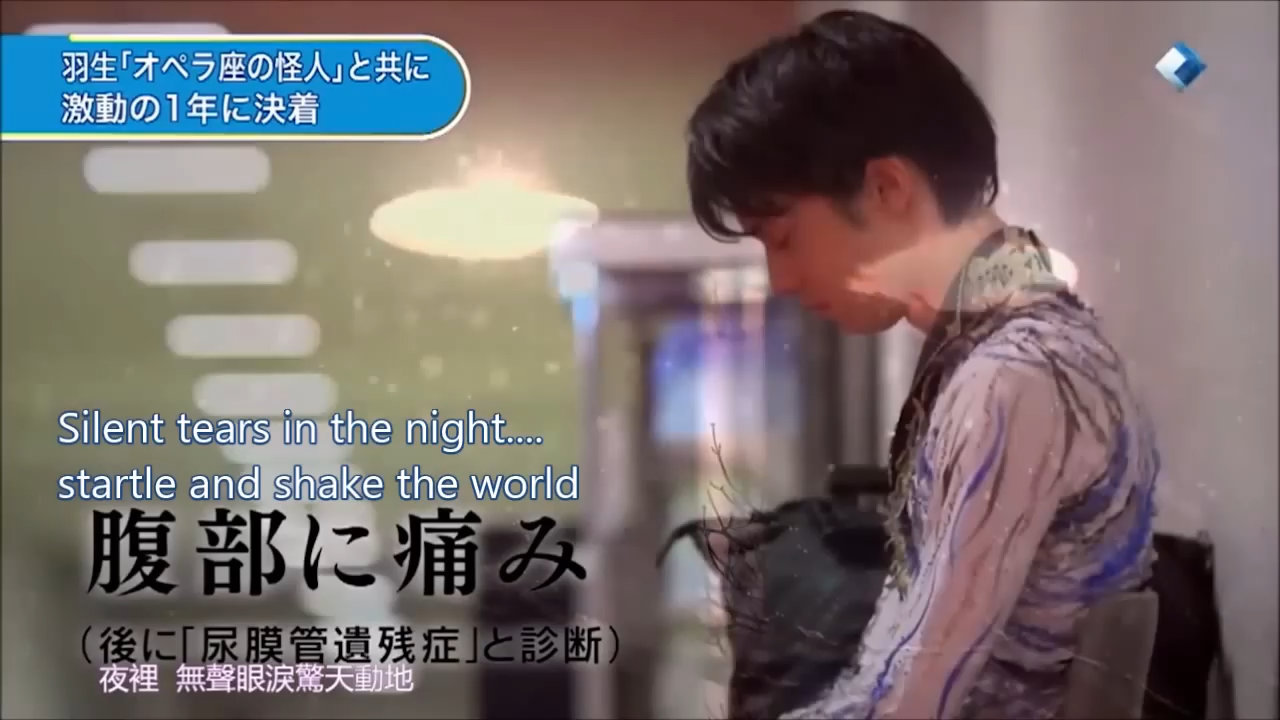 羽生「オペラ座の怪人」と共に
激動の1年に決着
Silent tears in the night....
startle and shake the world
腹部に痛み
(後に「尿膜管遺残症」と診断)
夜裡 無聲眼淚驚天動地